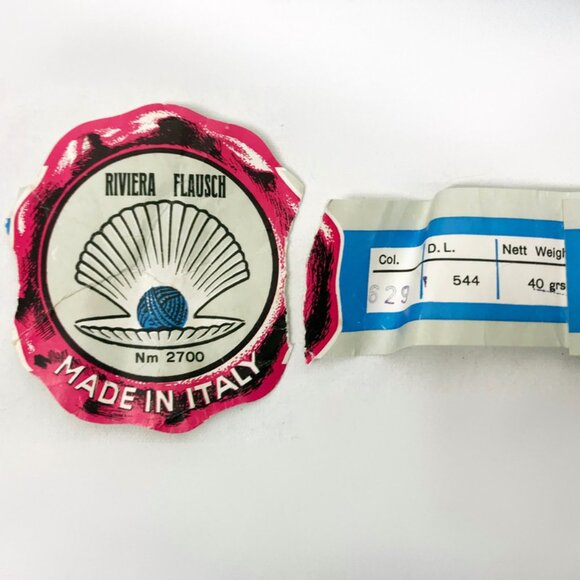 RIVIERA FLAUSCH
Nm 2700
MADE IN ITALY
Col. D.L. Nett Weigh
629 544 40 grs